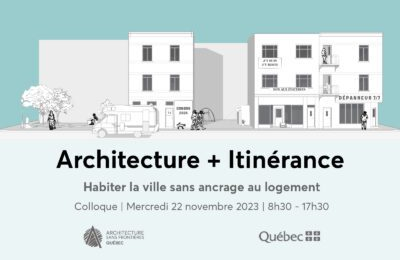 DÉPANNEUR 7/7
Architecture + Itinérance
Habiter la ville sans ancrage au logement
Colloque | Mercredi 22 novembre 2023 | 8h30 - 17h30
ARCHITECTURE
SANS FRONTIÈRES
QUÉBEC
Québec